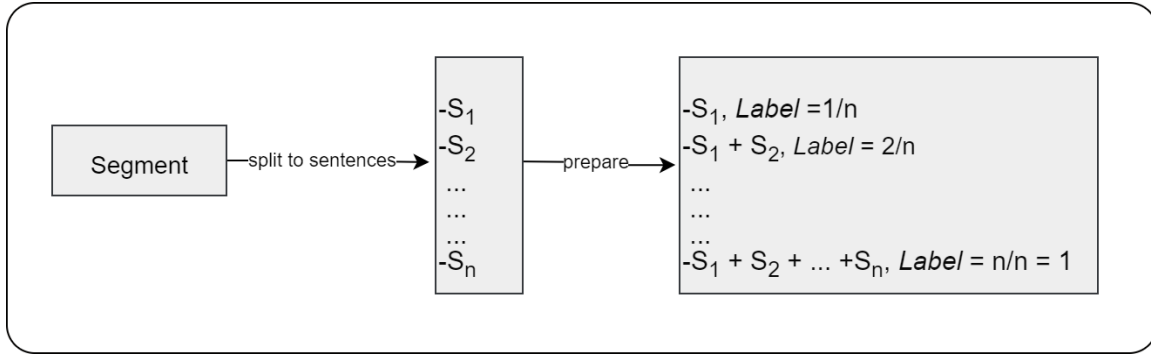 Segment
split to sentences
-S₁
-S₂
...
...
...
-Sₙ
prepare
-S₁, Label =1/n
-S₁ + S₂, Label = 2/n
...
...
...
-S₁ + S₂ + ... +Sₙ, Label = n/n = 1